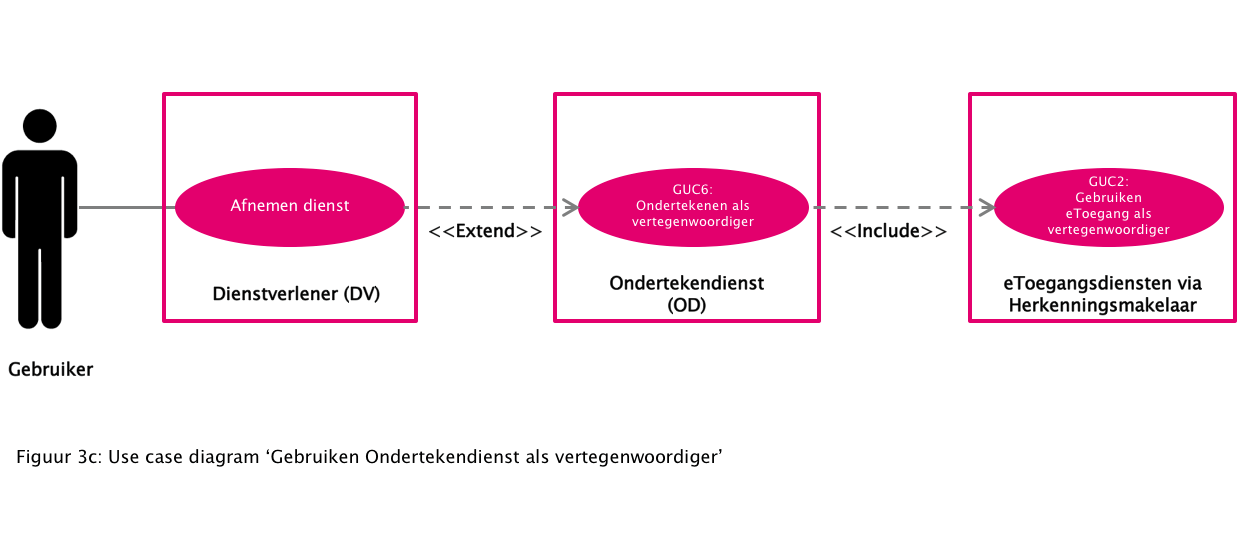 Afnemen dienst
<<Extend>>
GUC6:
Ondertekenen als
vertegenwoordiger
<<Include>>
GUC2:
Gebruiken
eToegang als
vertegenwoordiger
Dienstverlener (DV)
Ondertekendienst
(OD)
eToegangsdiensten via
Herkenningsmakelaar
Gebruiker
Figuur 3c: Use case diagram ‘Gebruiken Ondertekendienst als vertegenwoordiger’